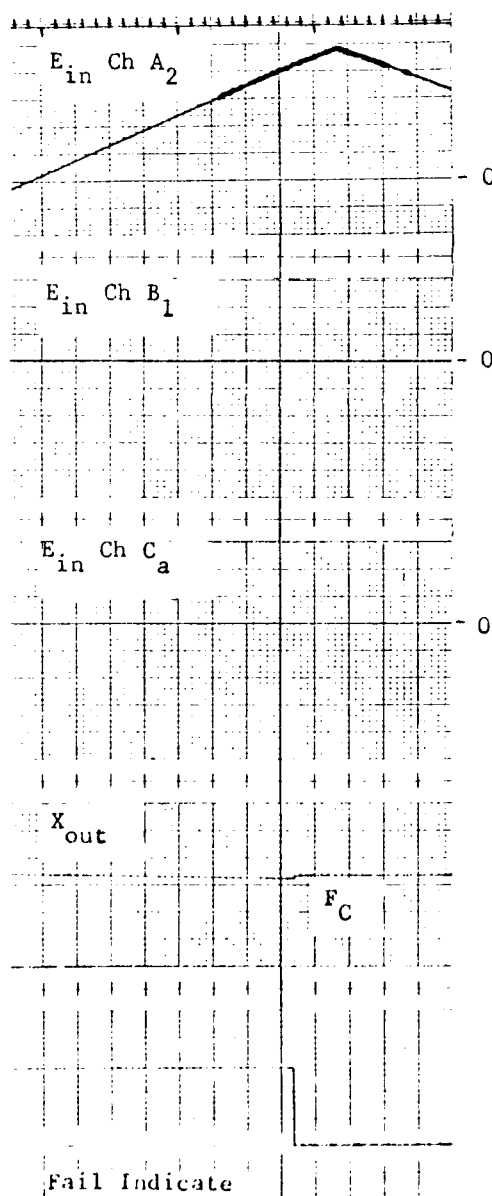 E_in Ch A_2
0
E_in Ch B_1
0
E_in Ch C_a
0
X_out
F_C
Fail Indicate